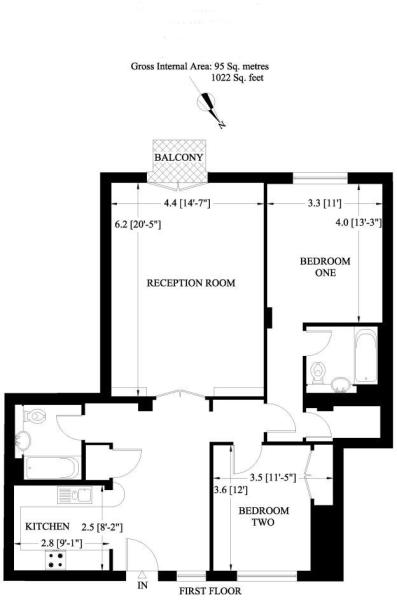 Gross Internal Area: 95 Sq. metres
1022 Sq. feet
N
BALCONY
4.4 [14'-7"]
3.3 [11']
6.2 [20'-5"]
4.0 [13'-3"]
BEDROOM
ONE
RECEPTION ROOM
3.5 [11'-5"]
3.6 [12']
KITCHEN
2.5 [8'-2"]
BEDROOM
TWO
2.8 [9'-1"]
IN
FIRST FLOOR